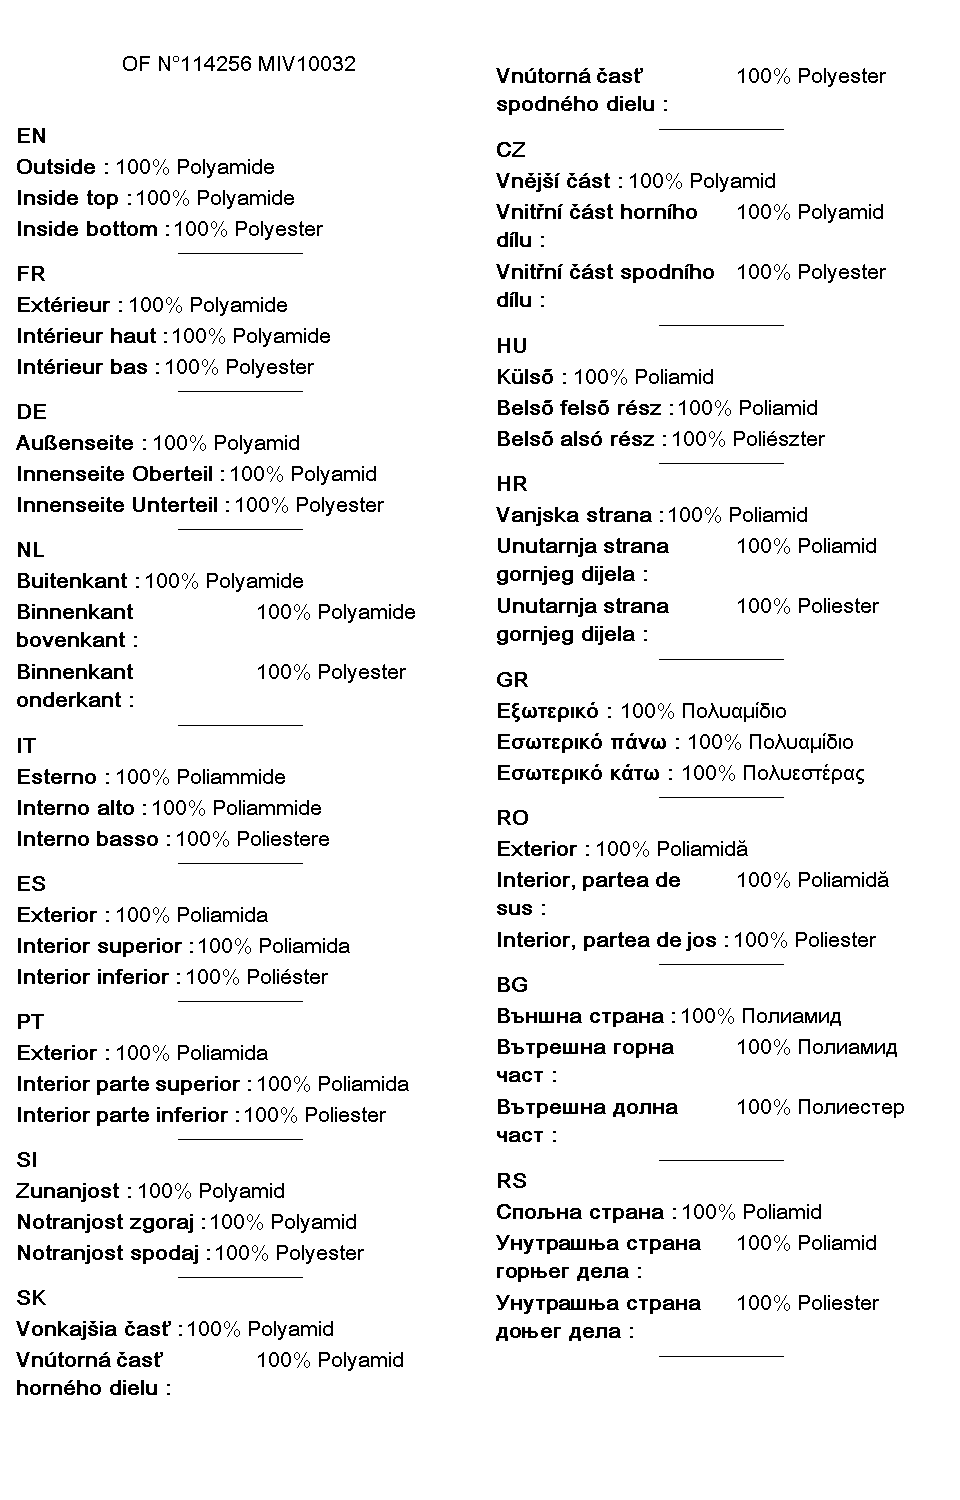 OF N°114256 MIV10032
EN
Outside : 100% Polyamide
Inside top : 100% Polyamide
Inside bottom : 100% Polyester
FR
Extérieur : 100% Polyamide
Intérieur haut : 100% Polyamide
Intérieur bas : 100% Polyester
DE
Außenseite : 100% Polyamid
Innenseite Oberteil : 100% Polyamid
Innenseite Unterteil : 100% Polyester
NL
Buitenkant : 100% Polyamide
Binnenkant 100% Polyamide
bovenkant :
Binnenkant 100% Polyester
onderkant :
IT
Esterno : 100% Poliammide
Interno alto : 100% Poliammide
Interno basso : 100% Poliestere
ES
Exterior : 100% Poliamida
Interior superior : 100% Poliamida
Interior inferior : 100% Poliéster
PT
Exterior : 100% Poliamida
Interior parte superior : 100% Poliamida
Interior parte inferior : 100% Poliester
SI
Zunanjost : 100% Polyamid
Notranjost zgoraj : 100% Polyamid
Notranjost spodaj : 100% Polyester
SK
Vonkajšia časť : 100% Polyamid
Vnútorná časť 100% Polyamid
horného dielu :
Vnútorná časť 100% Polyester
spodného dielu :
CZ
Vnější část : 100% Polyamid
Vnitřní část horního 100% Polyamid
dílu :
Vnitřní část spodního 100% Polyester
dílu :
HU
Külsõ : 100% Poliamid
Belsõ felsõ rész : 100% Poliamid
Belsõ alsó rész : 100% Poliészter
HR
Vanjska strana : 100% Poliamid
Unutarnja strana 100% Poliamid
gornjeg dijela :
Unutarnja strana 100% Poliester
gornjeg dijela :
GR
Εξωτερικό : 100% Πολυαμίδιο
Εσωτερικό πάνω : 100% Πολυαμίδιο
Εσωτερικό κάτω : 100% Πολυεστέρας
RO
Exterior : 100% Poliamidă
Interior, partea de 100% Poliamidă
sus :
Interior, partea de jos : 100% Poliester
BG
Външна страна : 100% Полиамид
Вътрешна горна 100% Полиамид
част :
Вътрешна долна 100% Полиестер
част :
RS
Спољна страна : 100% Poliamid
Унутрашња страна 100% Poliamid
горњег дела :
Унутрашња страна 100% Poliester
доњег дела :